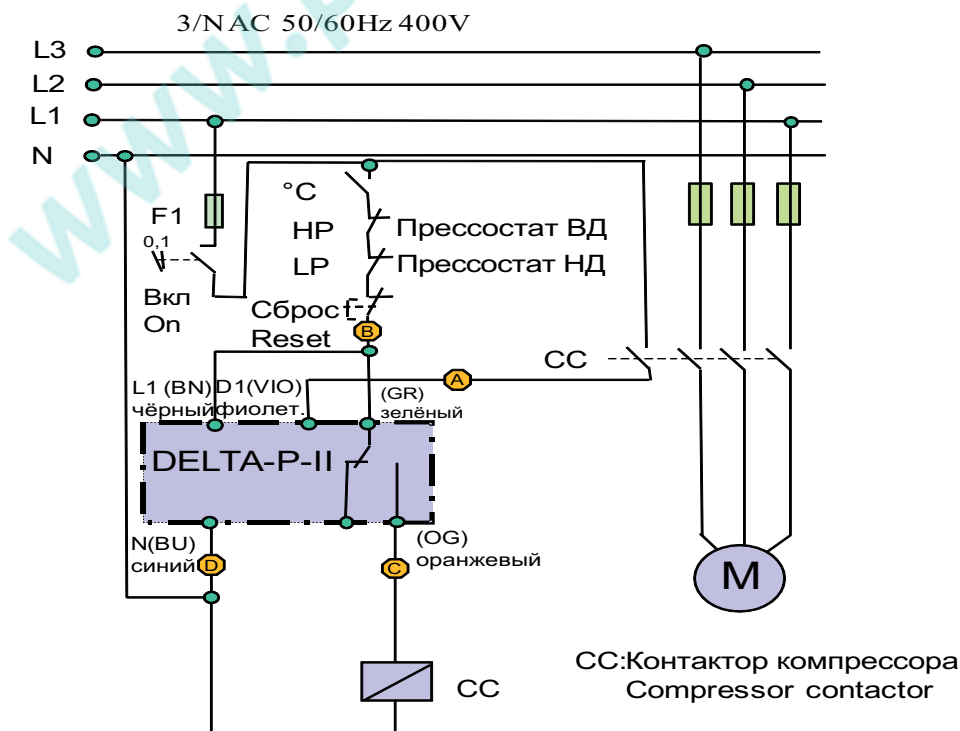 3/N AC 50/60Hz 400V
L3
L2
L1
N
www.
°C
F1
HP
Прессостат ВД
0,1
LP
Прессостат НД
Вкл
On
Сброс
Reset
B
CC
A
L1 (BN)
чёрный
D1(VIO)
фиолет.
(GR)
зелёный
DELTA-P-II
N(BU)
синий
D
(OG)
оранжевый
C
M
CC
CC:Контактор компрессора
Compressor contactor